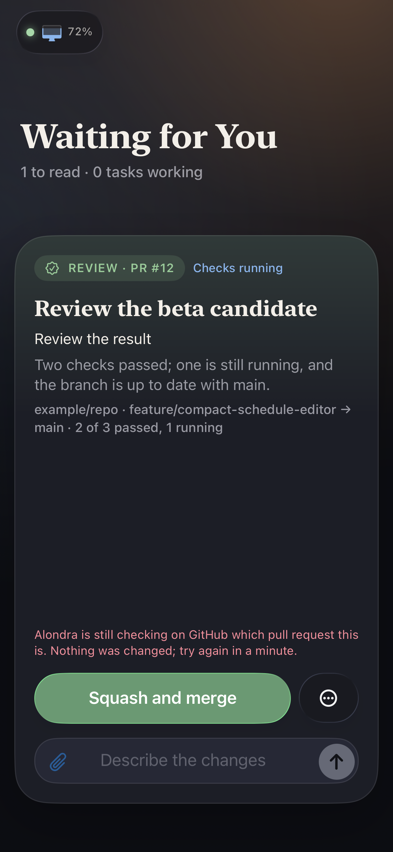 72%
Waiting for You
1 to read · 0 tasks working
REVIEW · PR #12 Checks running
Review the beta candidate
Review the result
Two checks passed; one is still running, and
the branch is up to date with main.
example/repo · feature/compact-schedule-editor →
main · 2 of 3 passed, 1 running
Alondra is still checking on GitHub which pull request this
is. Nothing was changed; try again in a minute.
Squash and merge
Describe the changes